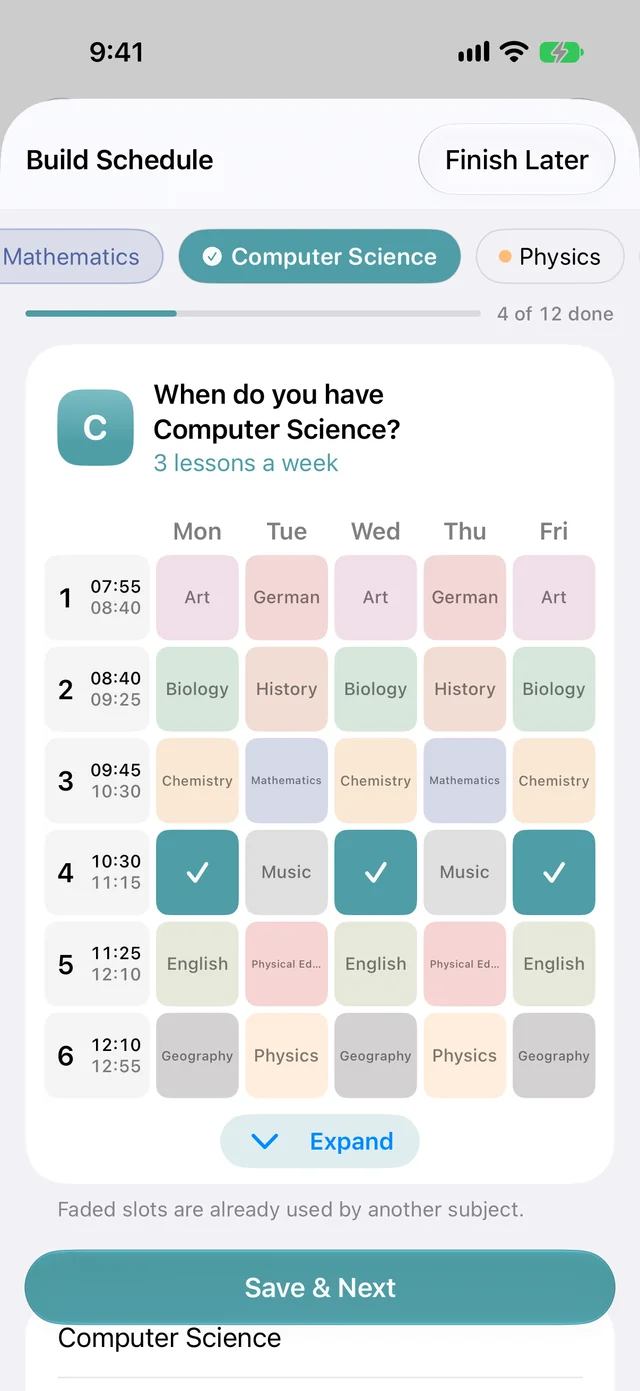 9:41
Build Schedule
Finish Later
Mathematics
Computer Science
Physics
4 of 12 done
C
When do you have
Computer Science?
3 lessons a week
Mon Tue Wed Thu Fri
1 07:55 08:40 Art German Art German Art
2 08:40 09:25 Biology History Biology History Biology
3 09:45 10:30 Chemistry Mathematics Chemistry Mathematics Chemistry
4 10:30 11:15 Music Music
5 11:25 12:10 English Physical Ed... English Physical Ed... English
6 12:10 12:55 Geography Physics Geography Physics Geography
Expand
Faded slots are already used by another subject.
Save & Next
Computer Science